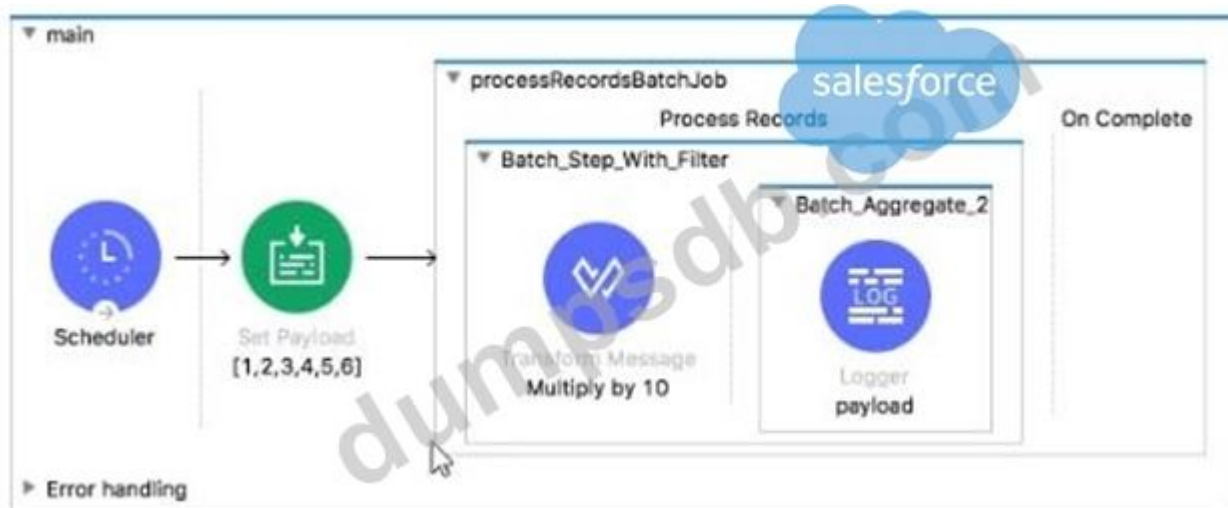 main
processRecordsBatchJob
salesforce
Process Records
On Complete
Batch_Step_With_Filter
Batch_Aggregate_2
LOG
Scheduler
Set Payload
[1,2,3,4,5,6]
Transform Message
Multiply by 10
Logger
payload
Error handling
dumpsdb.com